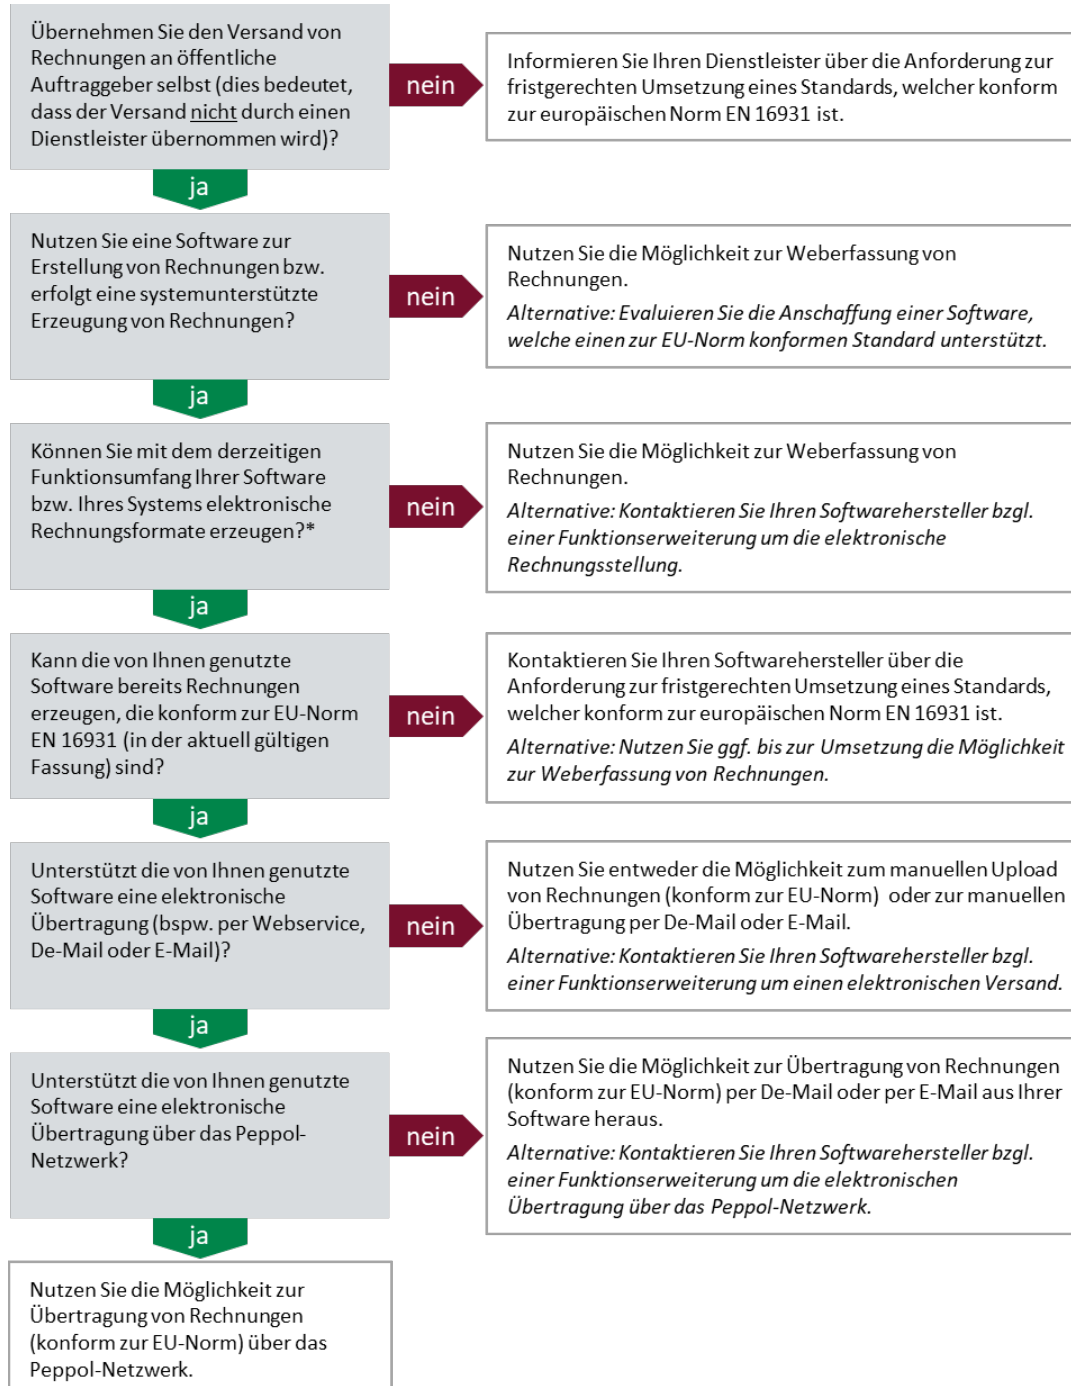 Übernehmen Sie den Versand von
Rechnungen an öffentliche
Auftraggeber selbst (dies bedeutet,
dass der Versand nicht durch einen
Dienstleister übernommen wird)?
nein
Informieren Sie Ihren Dienstleister über die Anforderung zur
fristgerechten Umsetzung eines Standards, welcher konform
zur europäischen Norm EN 16931 ist.
ja
Nutzen Sie eine Software zur
Erstellung von Rechnungen bzw.
erfolgt eine systemunterstützte
Erzeugung von Rechnungen?
nein
Nutzen Sie die Möglichkeit zur Weberfassung von
Rechnungen.
Alternative: Evaluieren Sie die Anschaffung einer Software,
welche einen zur EU-Norm konformen Standard unterstützt.
ja
Können Sie mit dem derzeitigen
Funktionsumfang Ihrer Software
bzw. Ihres Systems elektronische
Rechnungsformate erzeugen?*
nein
Nutzen Sie die Möglichkeit zur Weberfassung von
Rechnungen.
Alternative: Kontaktieren Sie Ihren Softwarehersteller bzgl.
einer Funktionserweiterung um die elektronische
Rechnungsstellung.
ja
Kann die von Ihnen genutzte
Software bereits Rechnungen
erzeugen, die konform zur EU-Norm
EN 16931 (in der aktuell gültigen
Fassung) sind?
nein
Kontaktieren Sie Ihren Softwarehersteller über die
Anforderung zur fristgerechten Umsetzung eines Standards,
welcher konform zur europäischen Norm EN 16931 ist.
Alternative: Nutzen Sie ggf. bis zur Umsetzung die Möglichkeit
zur Weberfassung von Rechnungen.
ja
Unterstützt die von Ihnen genutzte
Software eine elektronische
Übertragung (bspw. per Webservice,
De-Mail oder E-Mail)?
nein
Nutzen Sie entweder die Möglichkeit zum manuellen Upload
von Rechnungen (konform zur EU-Norm) oder zur manuellen
Übertragung per De-Mail oder E-Mail.
Alternative: Kontaktieren Sie Ihren Softwarehersteller bzgl.
einer Funktionserweiterung um einen elektronischen Versand.
ja
Unterstützt die von Ihnen genutzte
Software eine elektronische
Übertragung über das Peppol-
Netzwerk?
nein
Nutzen Sie die Möglichkeit zur Übertragung von Rechnungen
(konform zur EU-Norm) per De-Mail oder per E-Mail aus Ihrer
Software heraus.
Alternative: Kontaktieren Sie Ihren Softwarehersteller bzgl.
einer Funktionserweiterung um die elektronischen
Übertragung über das Peppol-Netzwerk.
ja
Nutzen Sie die Möglichkeit zur
Übertragung von Rechnungen
(konform zur EU-Norm) über das
Peppol-Netzwerk.